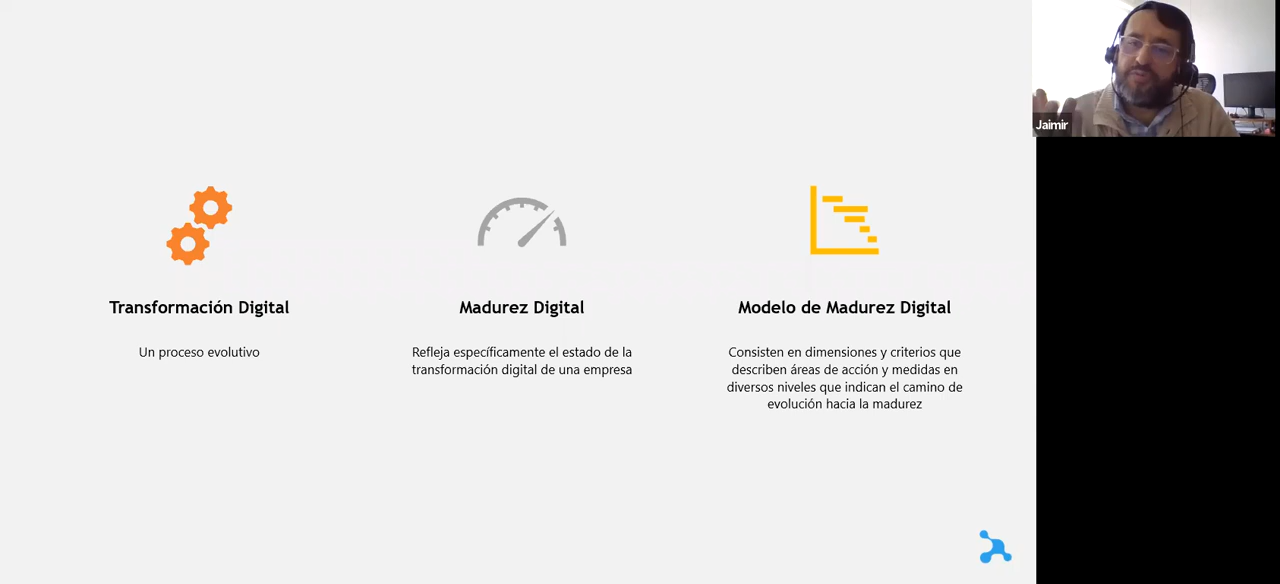 Jaimir
Transformación Digital
Un proceso evolutivo
Madurez Digital
Refleja específicamente el estado de la
transformación digital de una empresa
Modelo de Madurez Digital
Consisten en dimensiones y criterios que
describen áreas de acción y medidas en
diversos niveles que indican el camino de
evolución hacia la madurez